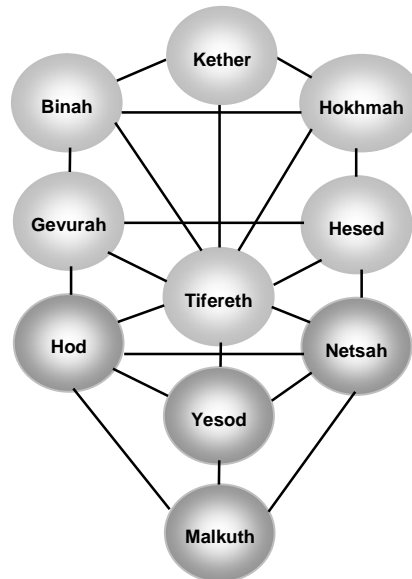 Kether
Binah
Hokhmah
Gevurah
Hesed
Tifereth
Hod
Netsah
Yesod
Malkuth